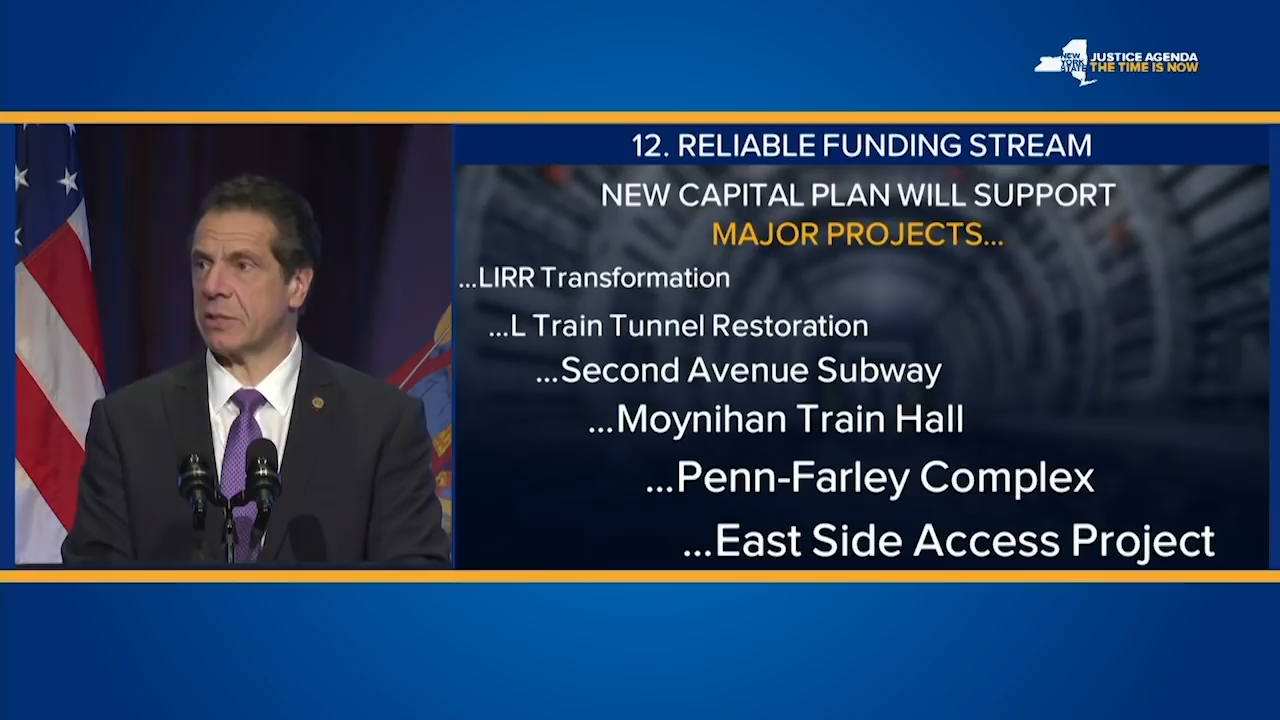 NEW
YORK
STATE
JUSTICE AGENDA
THE TIME IS NOW
12. RELIABLE FUNDING STREAM
NEW CAPITAL PLAN WILL SUPPORT
MAJOR PROJECTS...
...LIRR Transformation
...L Train Tunnel Restoration
...Second Avenue Subway
...Moynihan Train Hall
...Penn-Farley Complex
...East Side Access Project